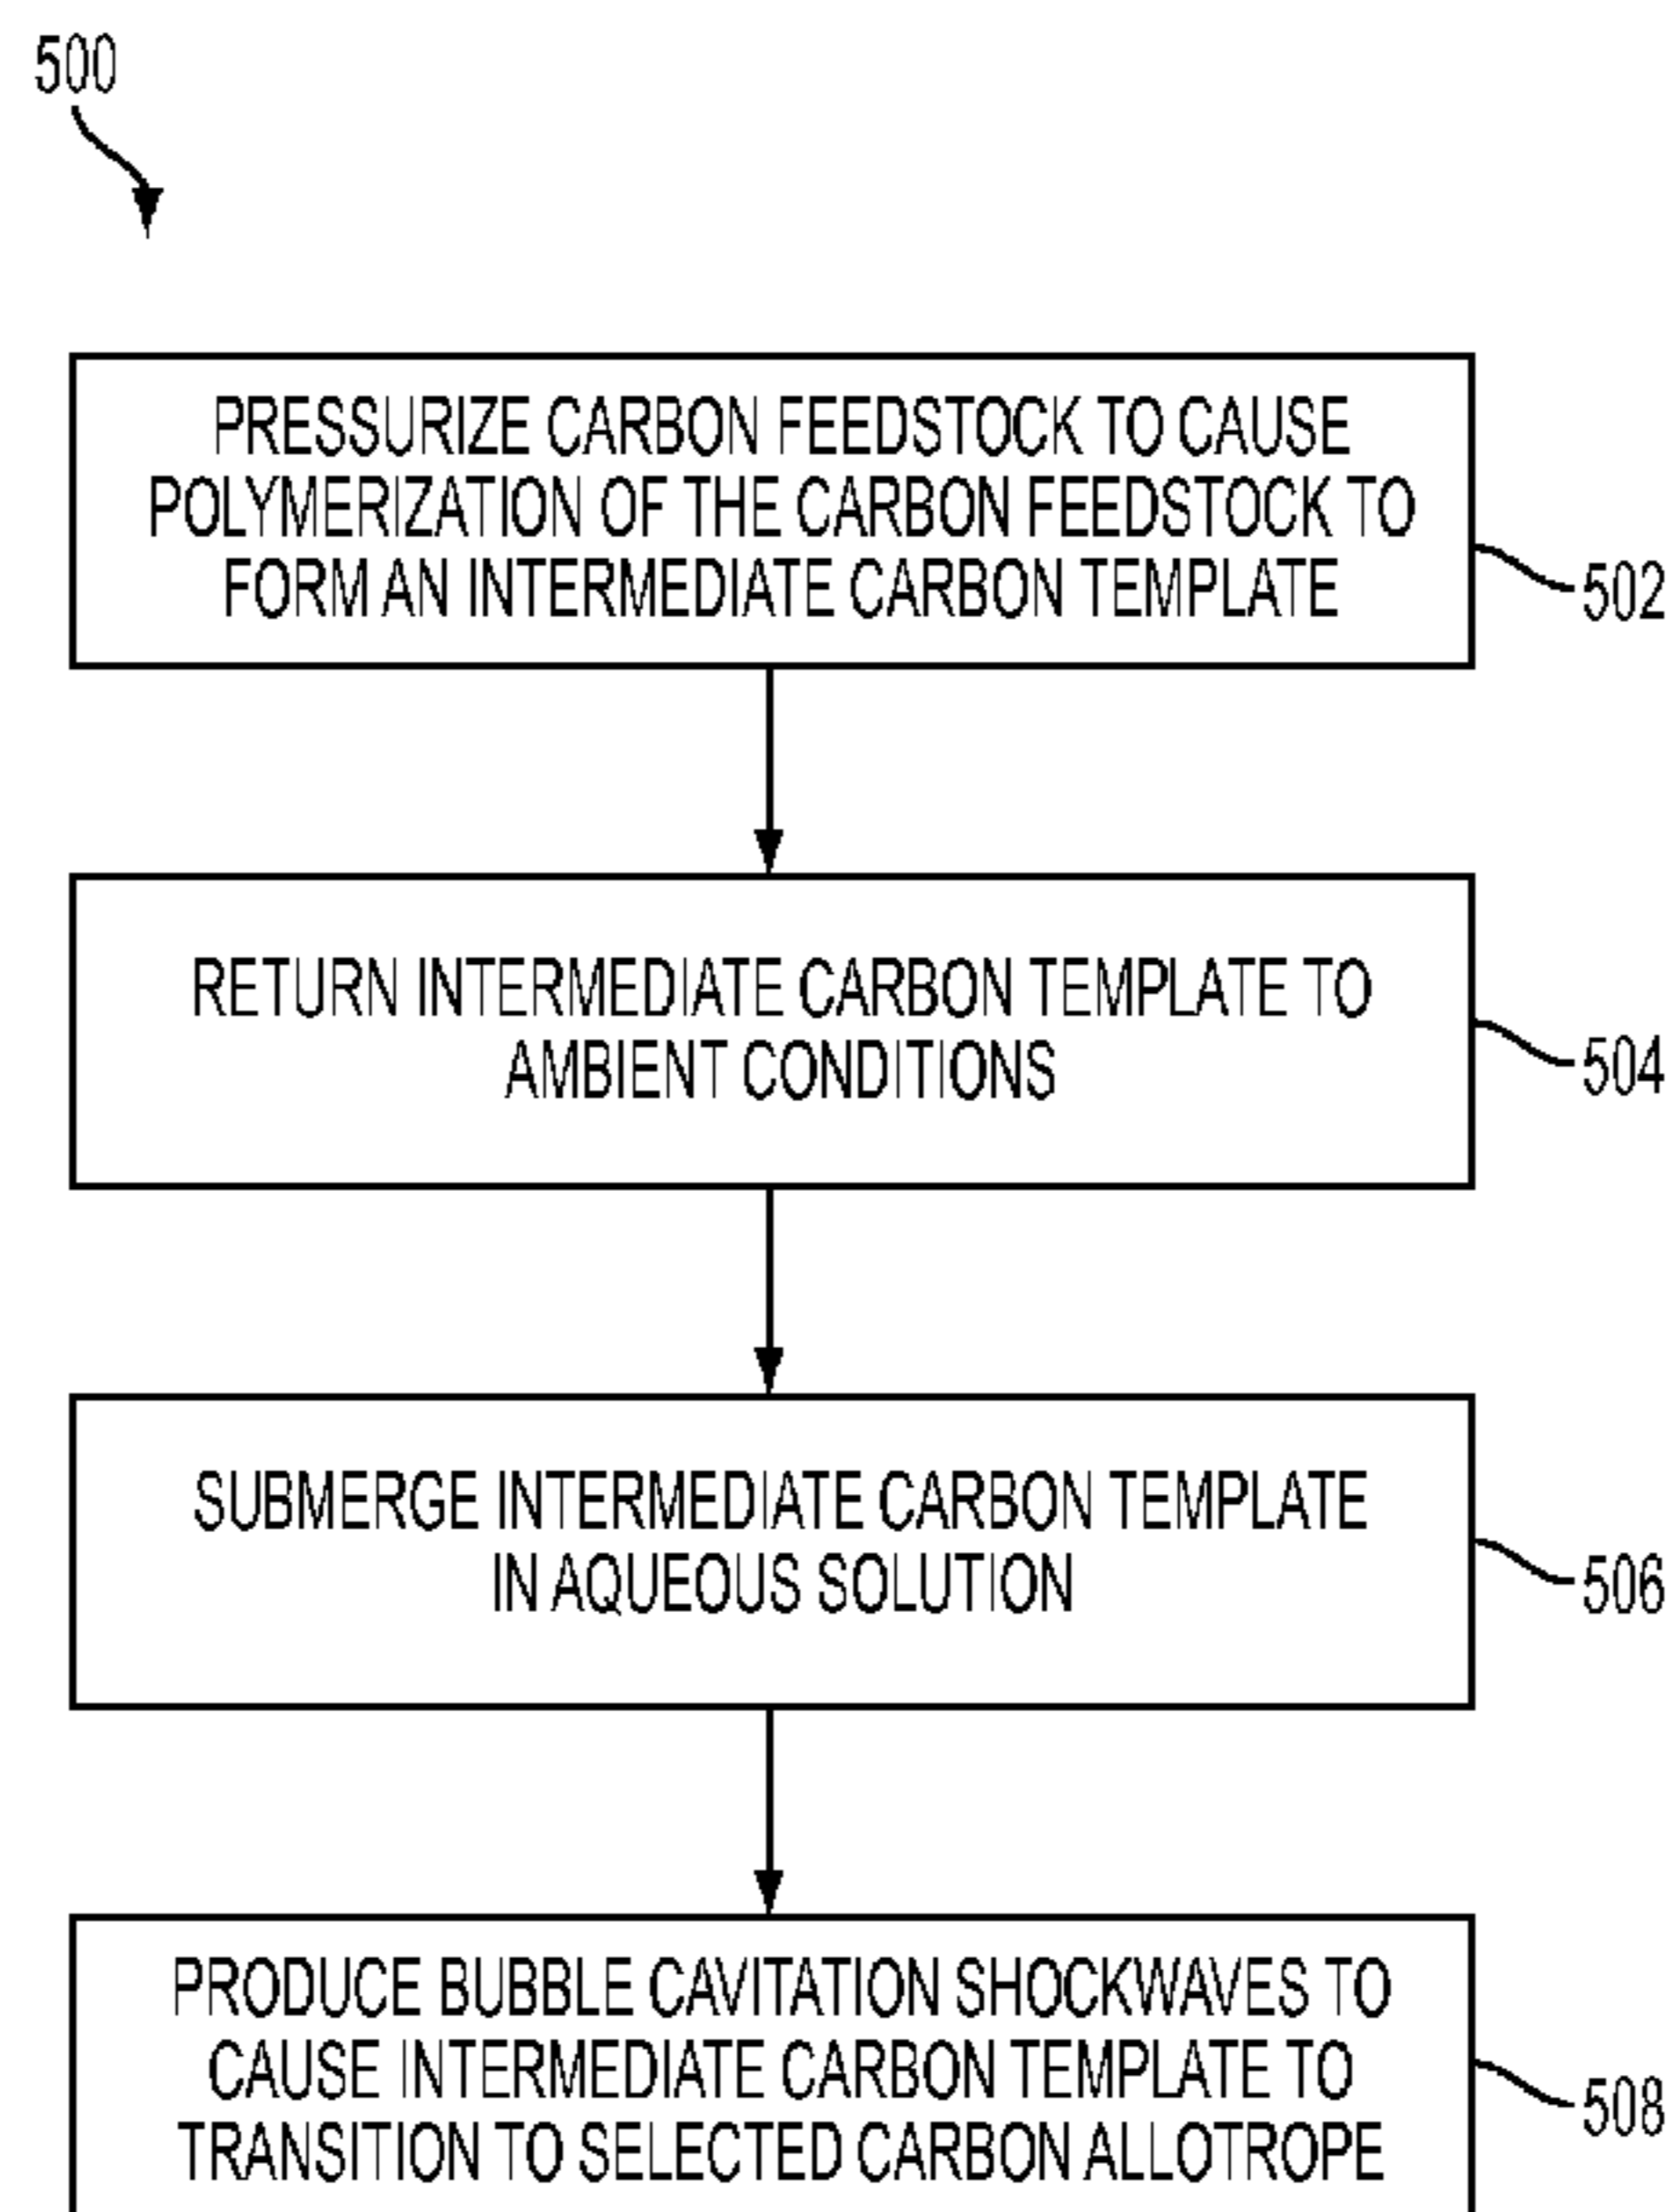 500
PRESSURIZE CARBON FEEDSTOCK TO CAUSE
POLYMERIZATION OF THE CARBON FEEDSTOCK TO
FORM AN INTERMEDIATE CARBON TEMPLATE
502
RETURN INTERMEDIATE CARBON TEMPLATE TO
AMBIENT CONDITIONS
504
SUBMERGE INTERMEDIATE CARBON TEMPLATE
IN AQUEOUS SOLUTION
506
PRODUCE BUBBLE CAVITATION SHOCKWAVES TO
CAUSE INTERMEDIATE CARBON TEMPLATE TO
TRANSITION TO SELECTED CARBON ALLOTROPE
508